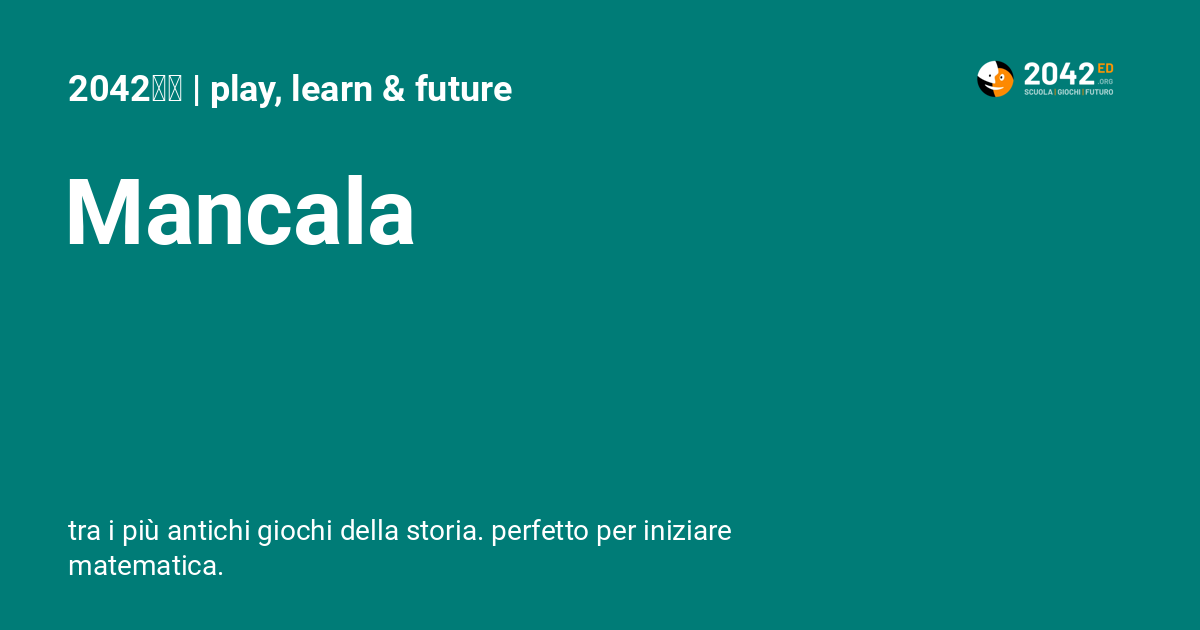 2042 | play, learn & future
2042 ED
.ORG
SCUOLA | GIOCHI | FUTURO
Mancala
tra i più antichi giochi della storia. perfetto per iniziare
matematica.